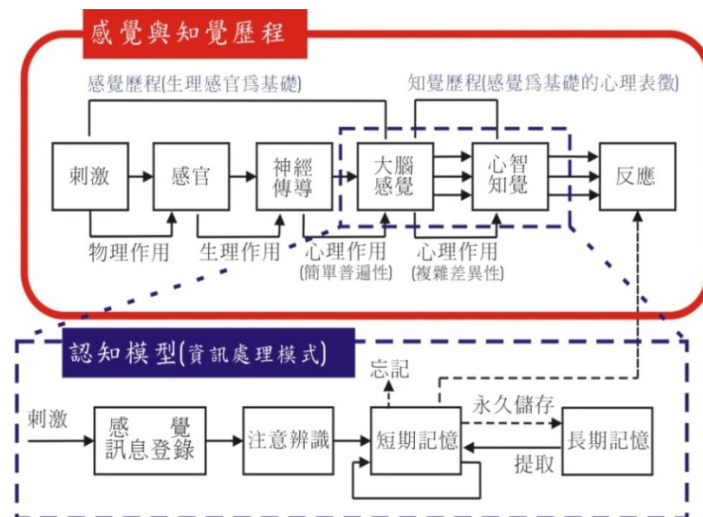 感覺與知覺歷程
感覺歷程(生理感官爲基礎)
知覺歷程(感覺爲基礎的心理表徵)
刺激
感官
神經
傳導
大腦
感覺
心智
知覺
反應
物理作用
生理作用
心理作用
(簡單普遍性)
心理作用
(複雜差異性)
認知模型(資訊處理模式)
忘記
刺激
感 覺
訊息登錄
注意辨識
短期記憶
永久儲存
提取
長期記憶